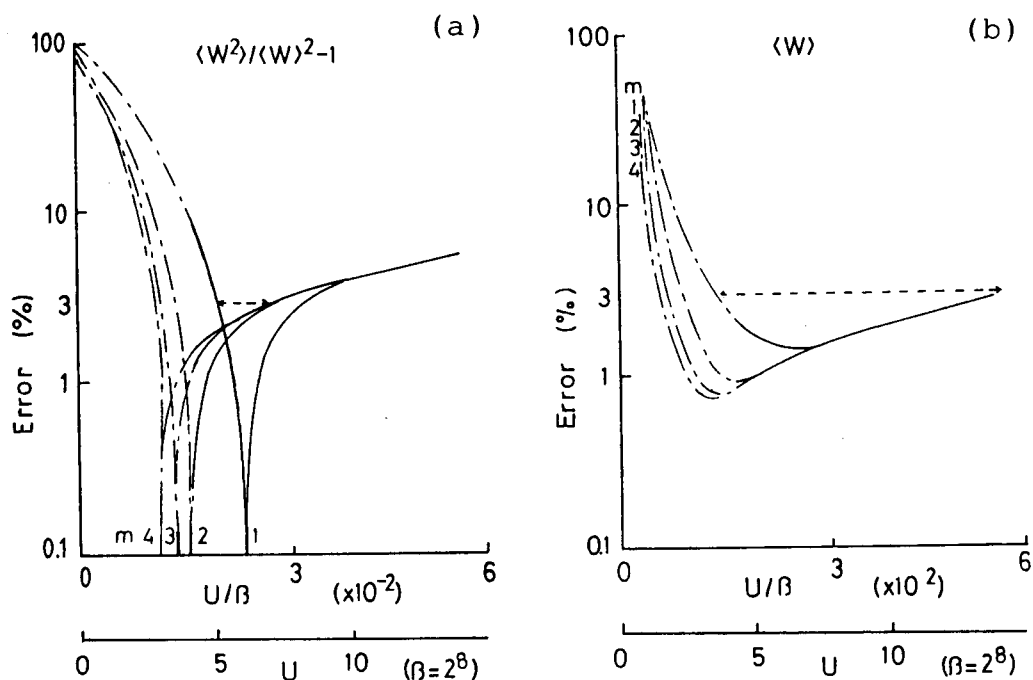 (a)
⟨W²⟩/⟨W⟩²-1
100
10
3
1
0.1
Error (%)
m 4 3 2 1
0 3 6
U/β (x10⁻²)
0 5 10
U (β=2⁸)
(b)
⟨W⟩
100
m
1
2
3
4
10
3
1
0.1
Error (%)
0 3 6
U/β (x10²)
0 5 10
U (β=2⁸)